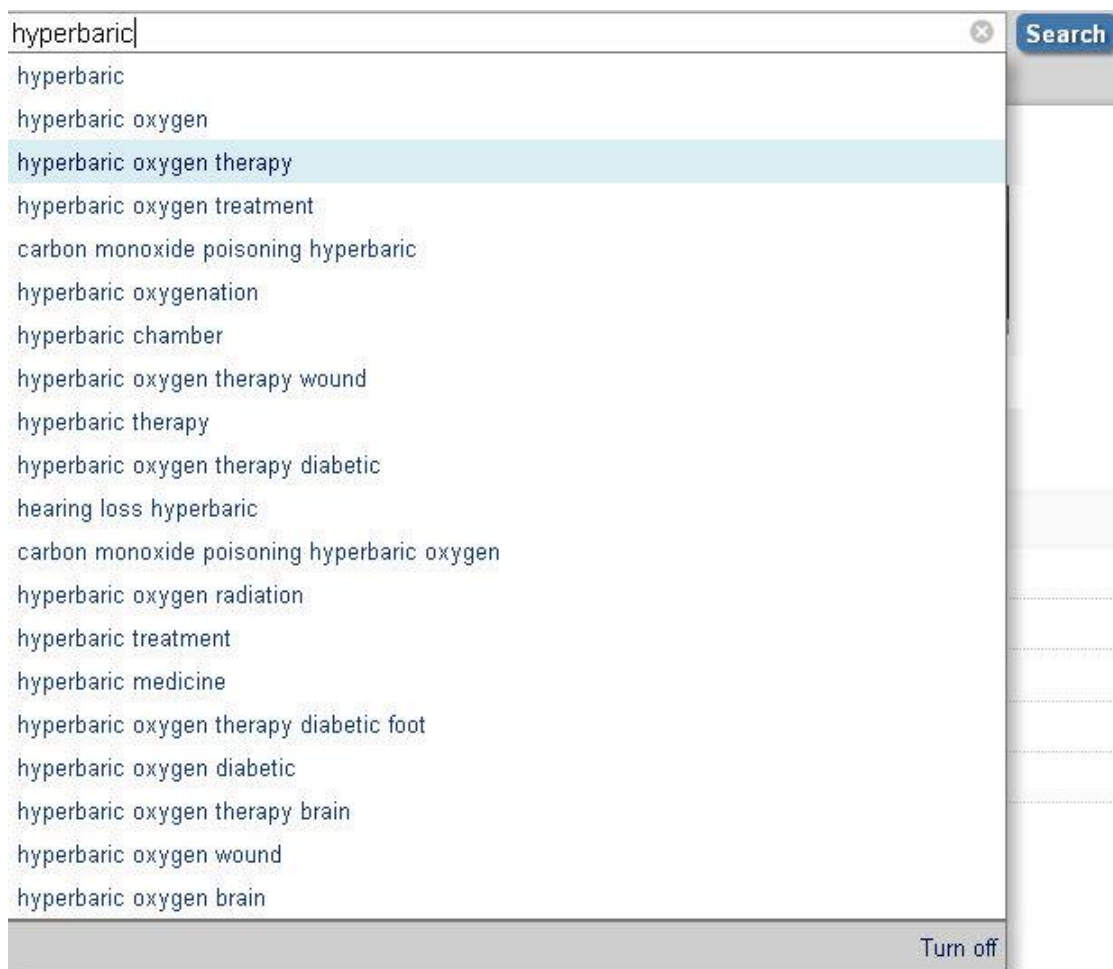 hyperbaric
Search
hyperbaric
hyperbaric oxygen
hyperbaric oxygen therapy
hyperbaric oxygen treatment
carbon monoxide poisoning hyperbaric
hyperbaric oxygenation
hyperbaric chamber
hyperbaric oxygen therapy wound
hyperbaric therapy
hyperbaric oxygen therapy diabetic
hearing loss hyperbaric
carbon monoxide poisoning hyperbaric oxygen
hyperbaric oxygen radiation
hyperbaric treatment
hyperbaric medicine
hyperbaric oxygen therapy diabetic foot
hyperbaric oxygen diabetic
hyperbaric oxygen therapy brain
hyperbaric oxygen wound
hyperbaric oxygen brain
Turn off